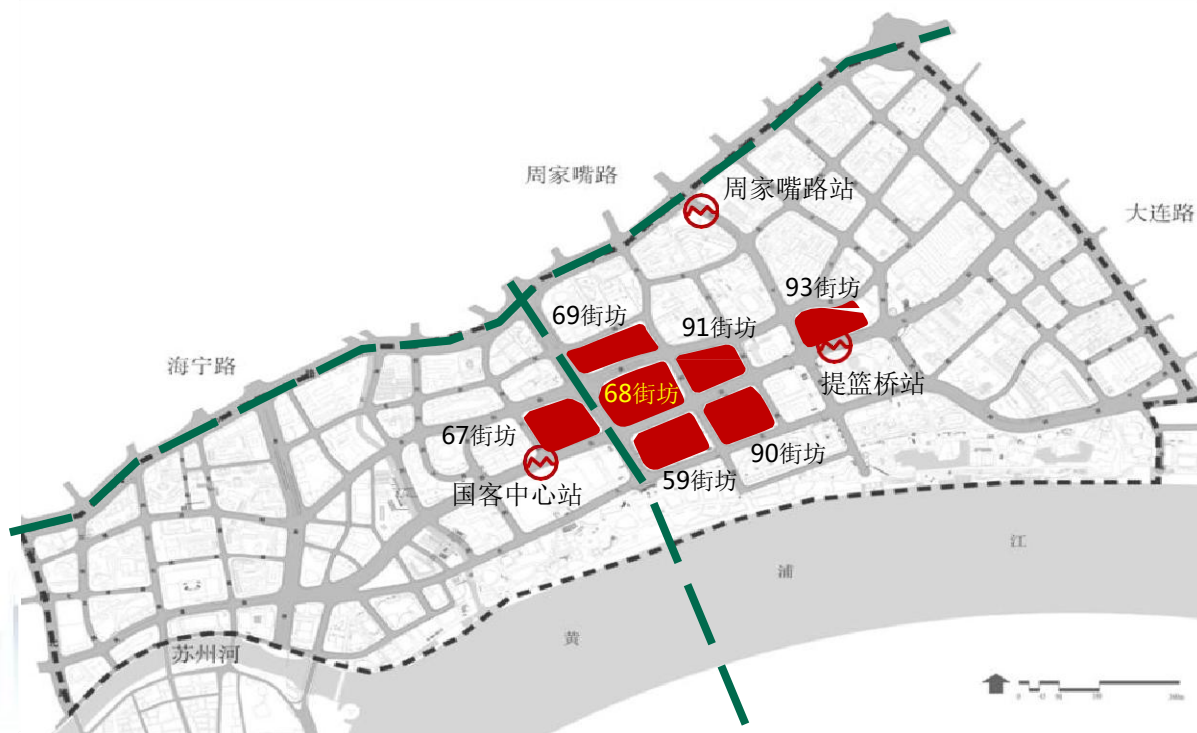 周家嘴路
周家嘴路站
大连路
93街坊
69街坊
91街坊
海宁路
提篮桥站
68街坊
67街坊
90街坊
59街坊
国客中心站
江
浦
黄
苏州河